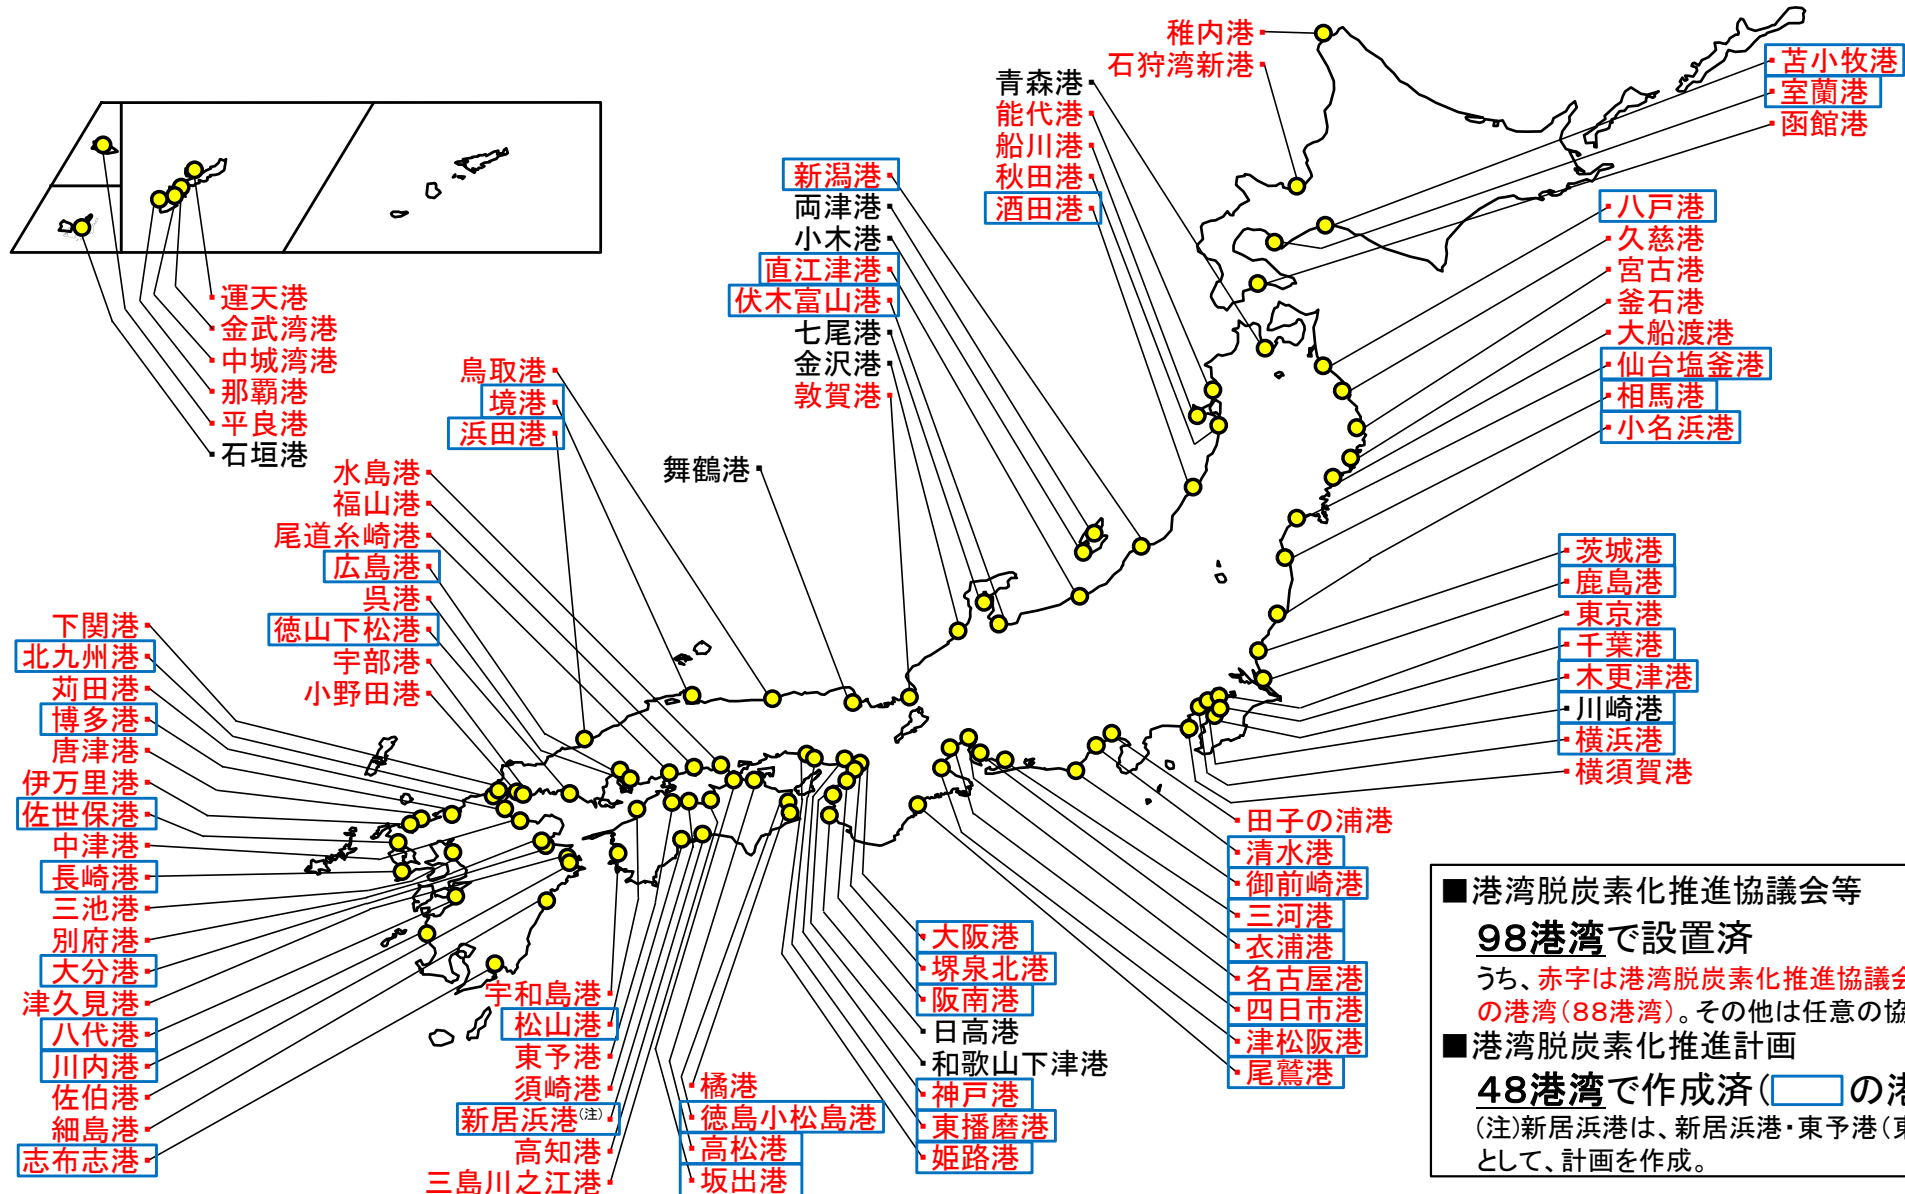 稚内港
石狩湾新港
青森港
能代港
船川港
秋田港
酒田港
苫小牧港
室蘭港
函館港
新潟港
両津港
小木港
直江津港
伏木富山港
七尾港
金沢港
敦賀港
八戸港
久慈港
宮古港
釜石港
大船渡港
仙台塩釜港
相馬港
小名浜港
運天港
金武湾港
中城湾港
那覇港
平良港
石垣港
鳥取港
境港
浜田港
舞鶴港
水島港
福山港
尾道糸崎港
広島港
呉港
徳山下松港
宇部港
小野田港
茨城港
鹿島港
東京港
千葉港
木更津港
川崎港
横浜港
横須賀港
下関港
北九州港
苅田港
博多港
唐津港
伊万里港
佐世保港
中津港
長崎港
三池港
別府港
大分港
津久見港
八代港
川内港
佐伯港
細島港
志布志港
宇和島港
松山港
東予港
須崎港
新居浜港(注)
高知港
三島川之江港
橘港
徳島小松島港
高松港
坂出港
大阪港
堺泉北港
阪南港
日高港
和歌山下津港
神戸港
東播磨港
姫路港
田子の浦港
清水港
御前崎港
三河港
衣浦港
名古屋港
四日市港
津松阪港
尾鷲港
■港湾脱炭素化推進協議会等
98港湾で設置済
うち、赤字は港湾脱炭素化推進協議会
の港湾(88港湾)。その他は任意の協
■港湾脱炭素化推進計画
48港湾で作成済( の港
(注)新居浜港は、新居浜港・東予港(東
として、計画を作成。